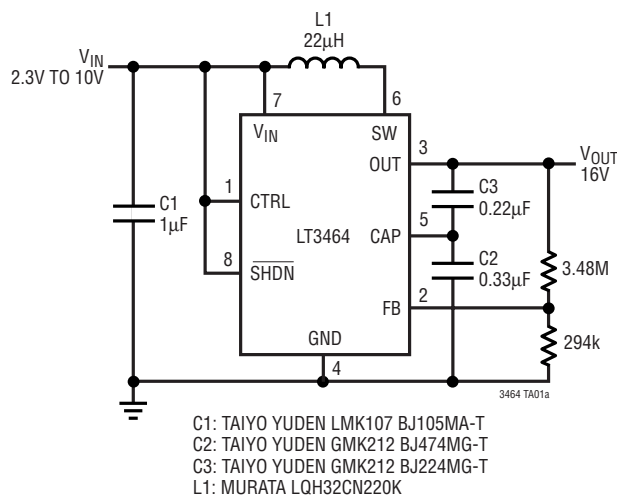 L1
22µH
VIN
2.3V TO 10V
7
6
VIN
SW
3
OUT
VOUT
16V
C3
0.22µF
1
CTRL
C1
1µF
LT3464
5
CAP
C2
0.33µF
3.48M
8
SHDN
2
FB
294k
GND
4
3464 TA01a
C1: TAIYO YUDEN LMK107 BJ105MA-T
C2: TAIYO YUDEN GMK212 BJ474MG-T
C3: TAIYO YUDEN GMK212 BJ224MG-T
L1: MURATA LQH32CN220K